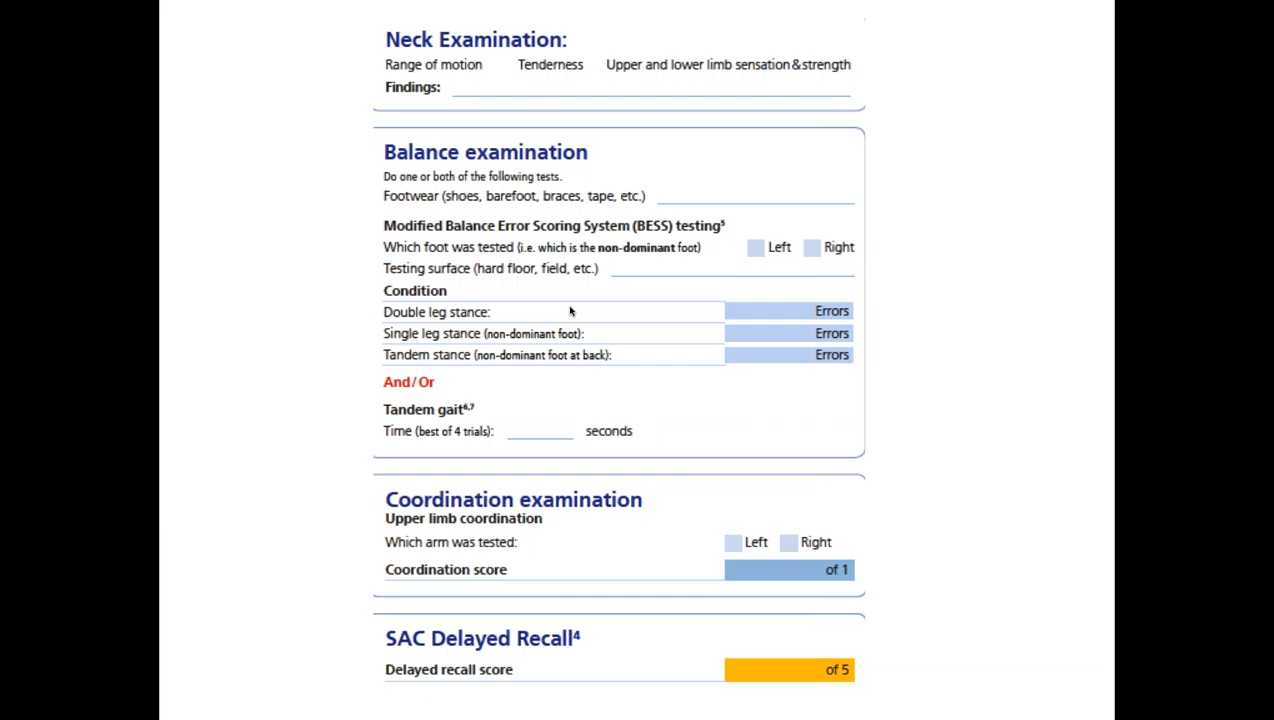 Neck Examination:
Range of motion Tenderness Upper and lower limb sensation & strength
Findings:
Balance examination
Do one or both of the following tests.
Footwear (shoes, barefoot, braces, tape, etc.)
Modified Balance Error Scoring System (BESS) testing⁵
Which foot was tested (i.e. which is the non-dominant foot) Left Right
Testing surface (hard floor, field, etc.)
Condition
Double leg stance: Errors
Single leg stance (non-dominant foot): Errors
Tandem stance (non-dominant foot at back): Errors
And/Or
Tandem gait⁶,⁷
Time (best of 4 trials): seconds
Coordination examination
Upper limb coordination
Which arm was tested: Left Right
Coordination score of 1
SAC Delayed Recall⁴
Delayed recall score of 5